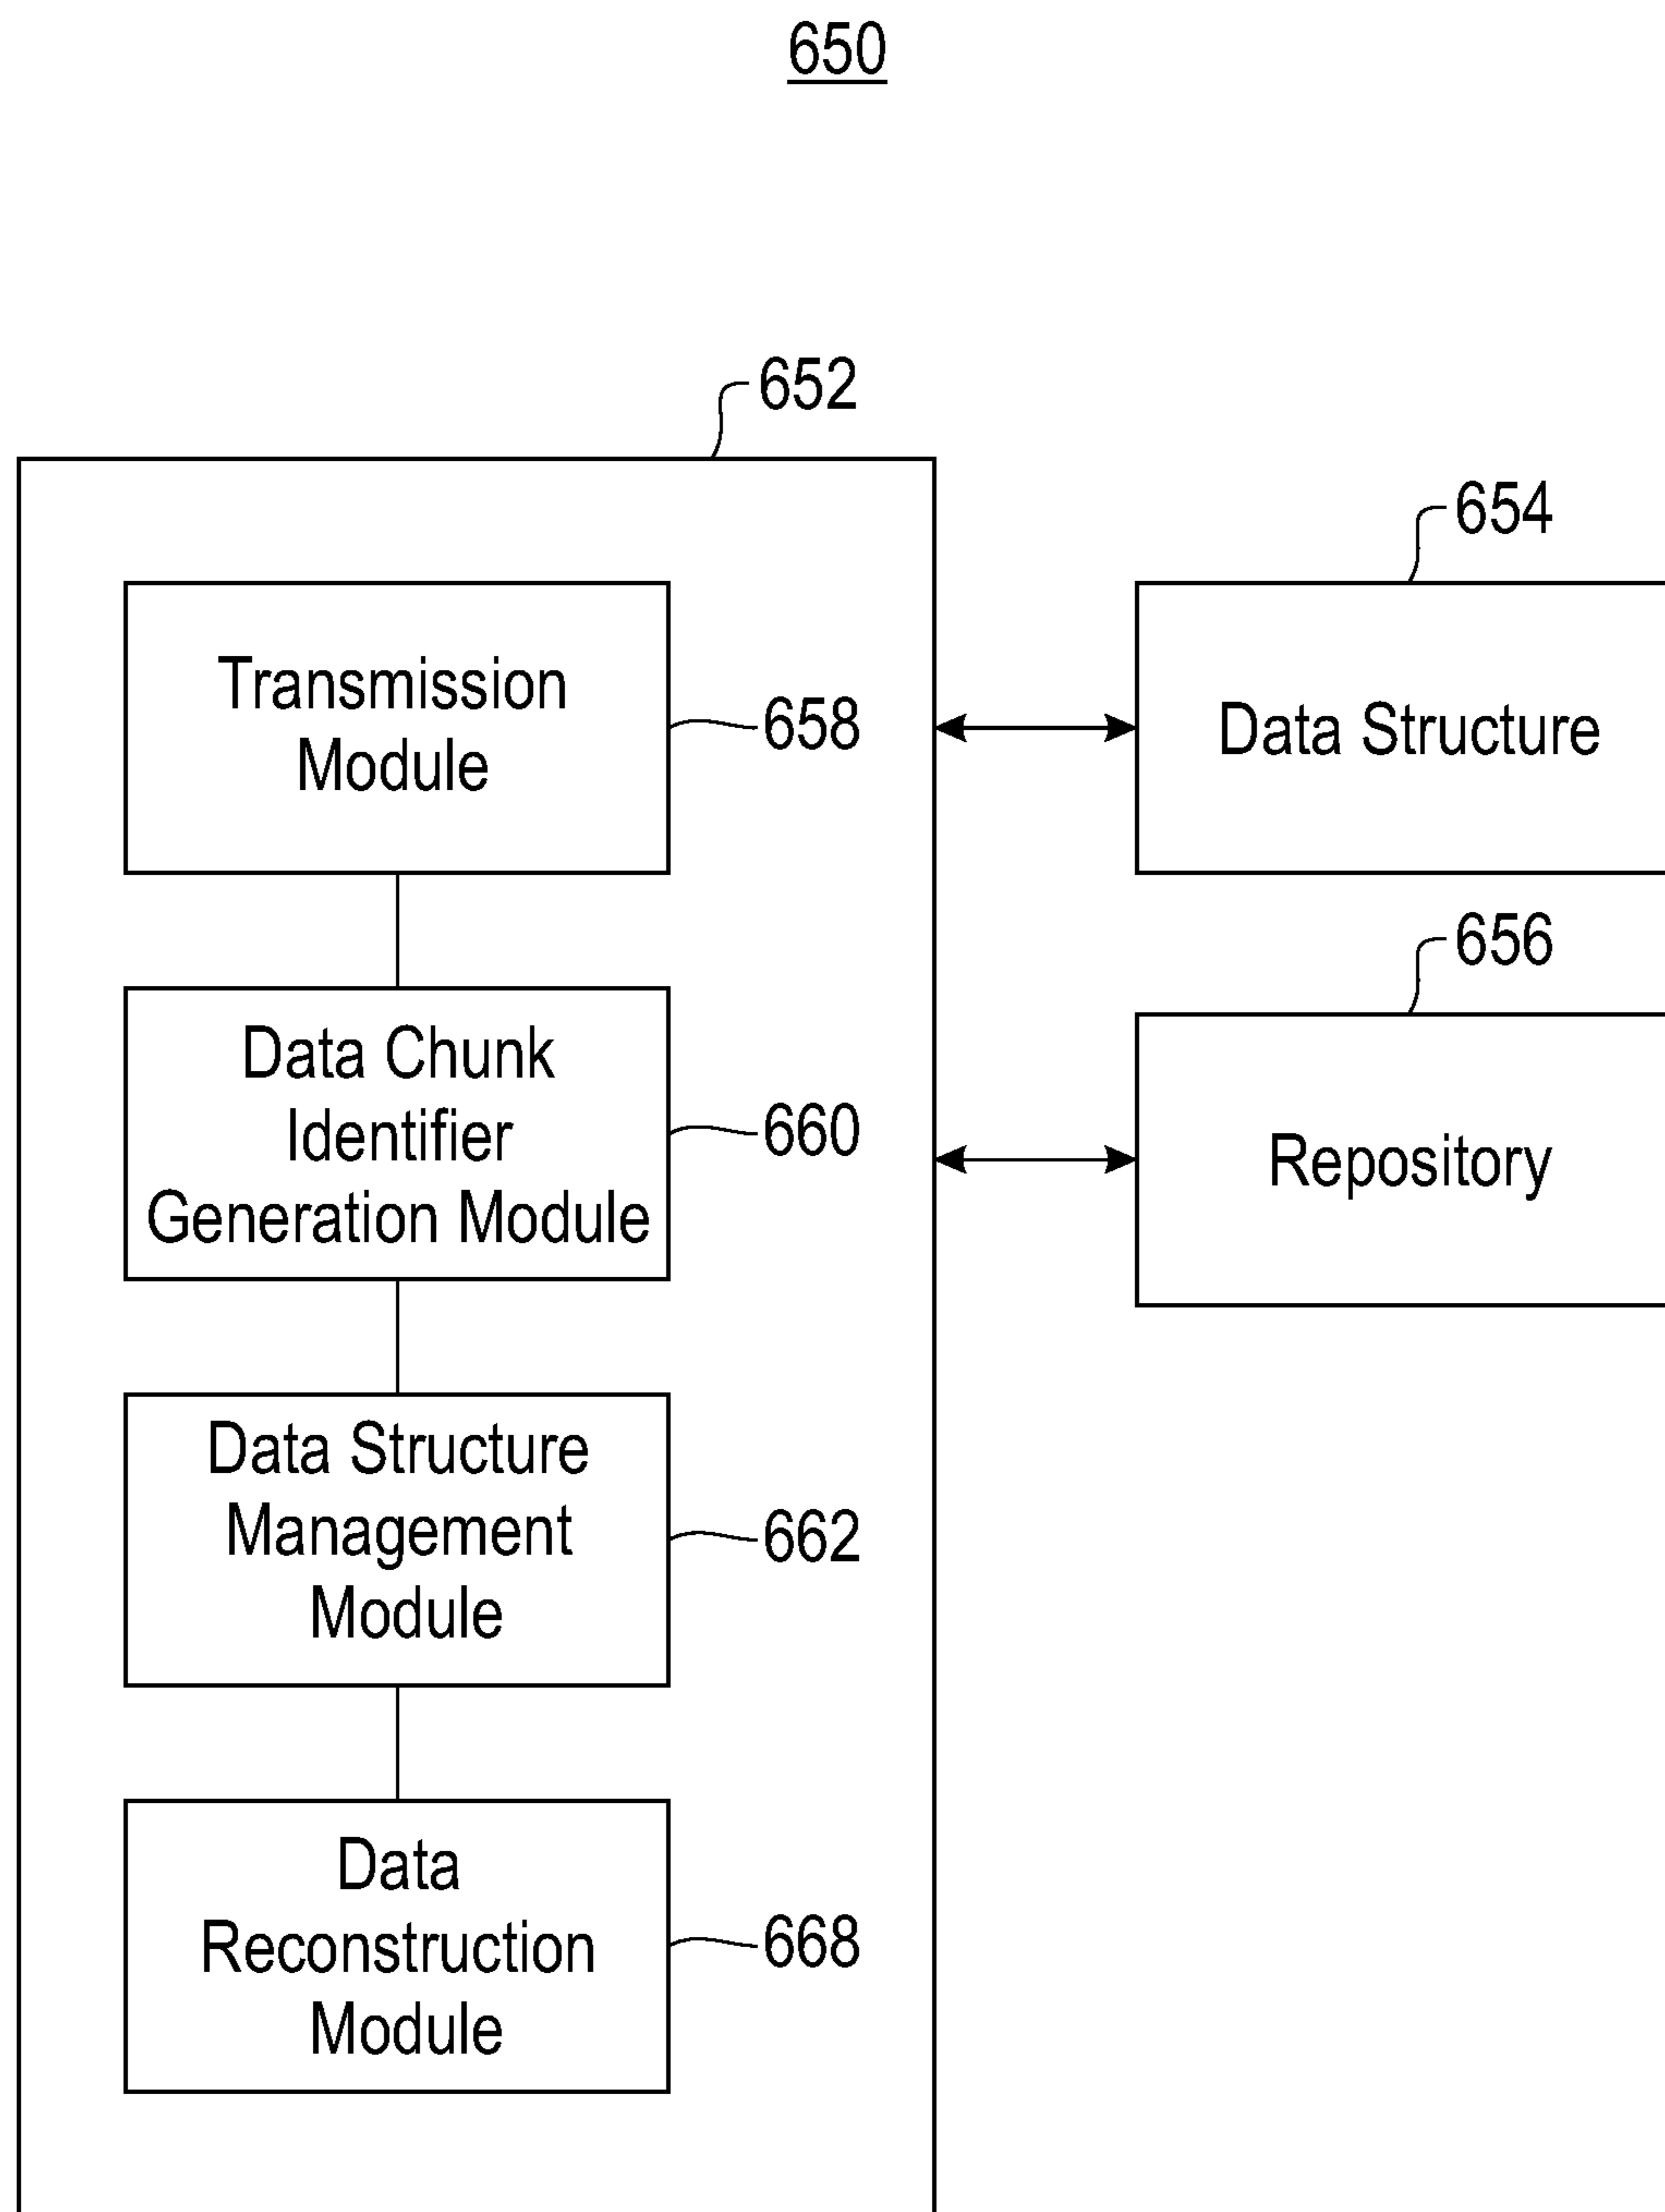 650
652
654
Transmission
Module
658
Data Structure
656
Data Chunk
Identifier
Generation Module
660
Repository
Data Structure
Management
Module
662
Data
Reconstruction
Module
668